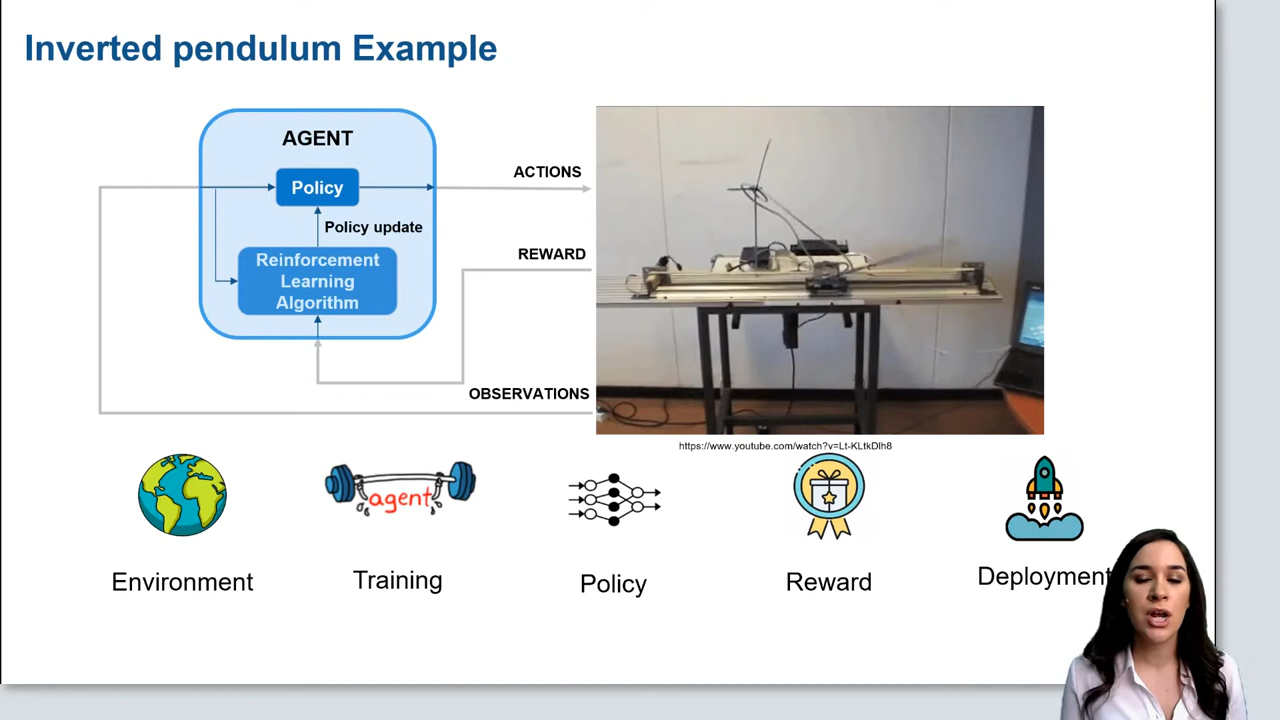 Inverted pendulum Example
AGENT
Policy
Policy update
Reinforcement
Learning
Algorithm
ACTIONS
REWARD
OBSERVATIONS
https://www.youtube.com/watch?v=Lt-KLtkDlh8
agent
Environment
Training
Policy
Reward
Deployment